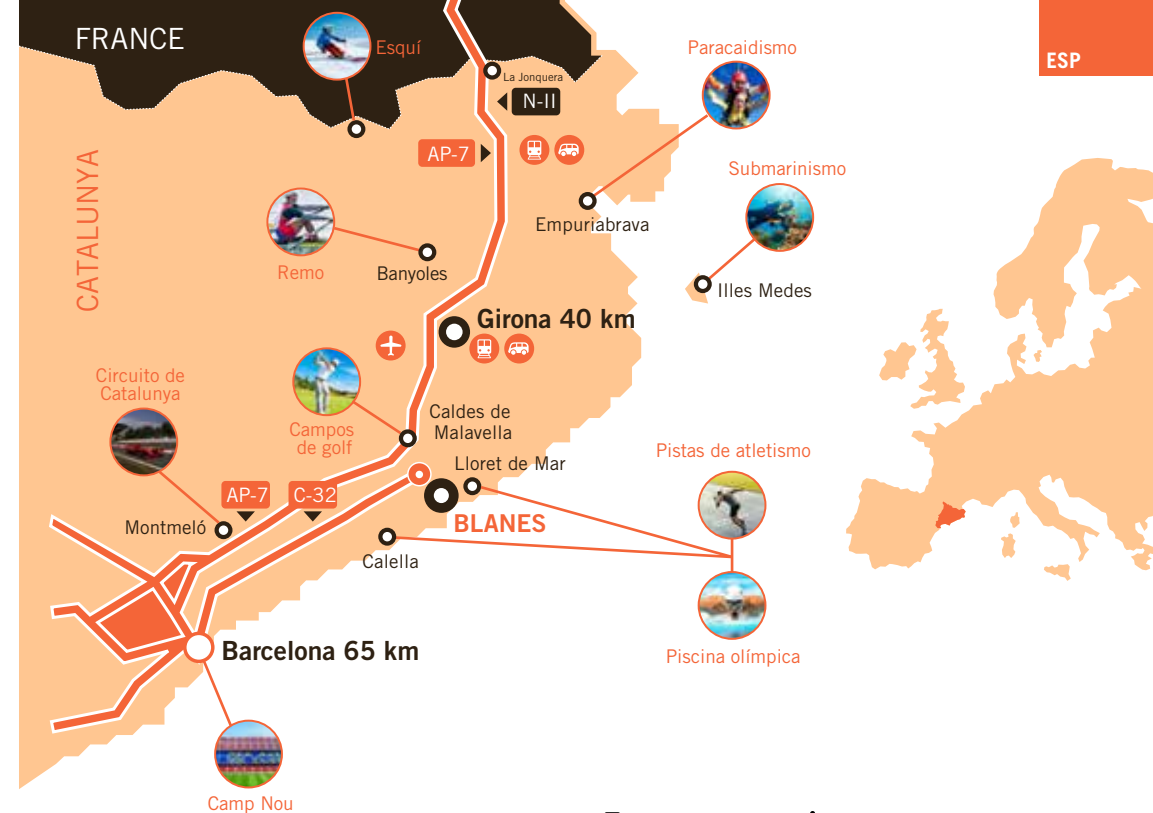 FRANCE
Esquí
Paracaidismo
ESP
La Jonquera
N-II
AP-7
CATALUNYA
Submarinismo
Empuriabrava
Remo
Banyoles
Illes Medes
Girona 40 km
Circuito de
Catalunya
Campos
de golf
Caldes de
Malavella
Lloret de Mar
Pistas de atletismo
AP-7
C-32
BLANES
Montmeló
Calella
Barcelona 65 km
Piscina olímpica
Camp Nou